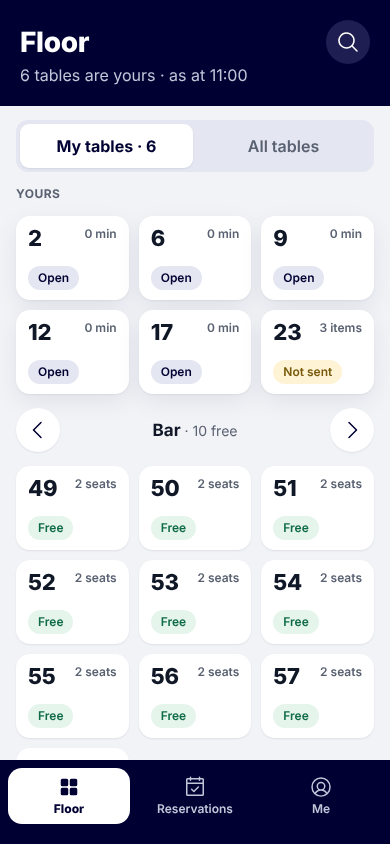 Floor
6 tables are yours · as at 11:00
My tables · 6
All tables
YOURS
2 0 min
Open
6 0 min
Open
9 0 min
Open
12 0 min
Open
17 0 min
Open
23 3 items
Not sent
Bar · 10 free
49 2 seats
Free
50 2 seats
Free
51 2 seats
Free
52 2 seats
Free
53 2 seats
Free
54 2 seats
Free
55 2 seats
Free
56 2 seats
Free
57 2 seats
Free
Floor
Reservations
Me